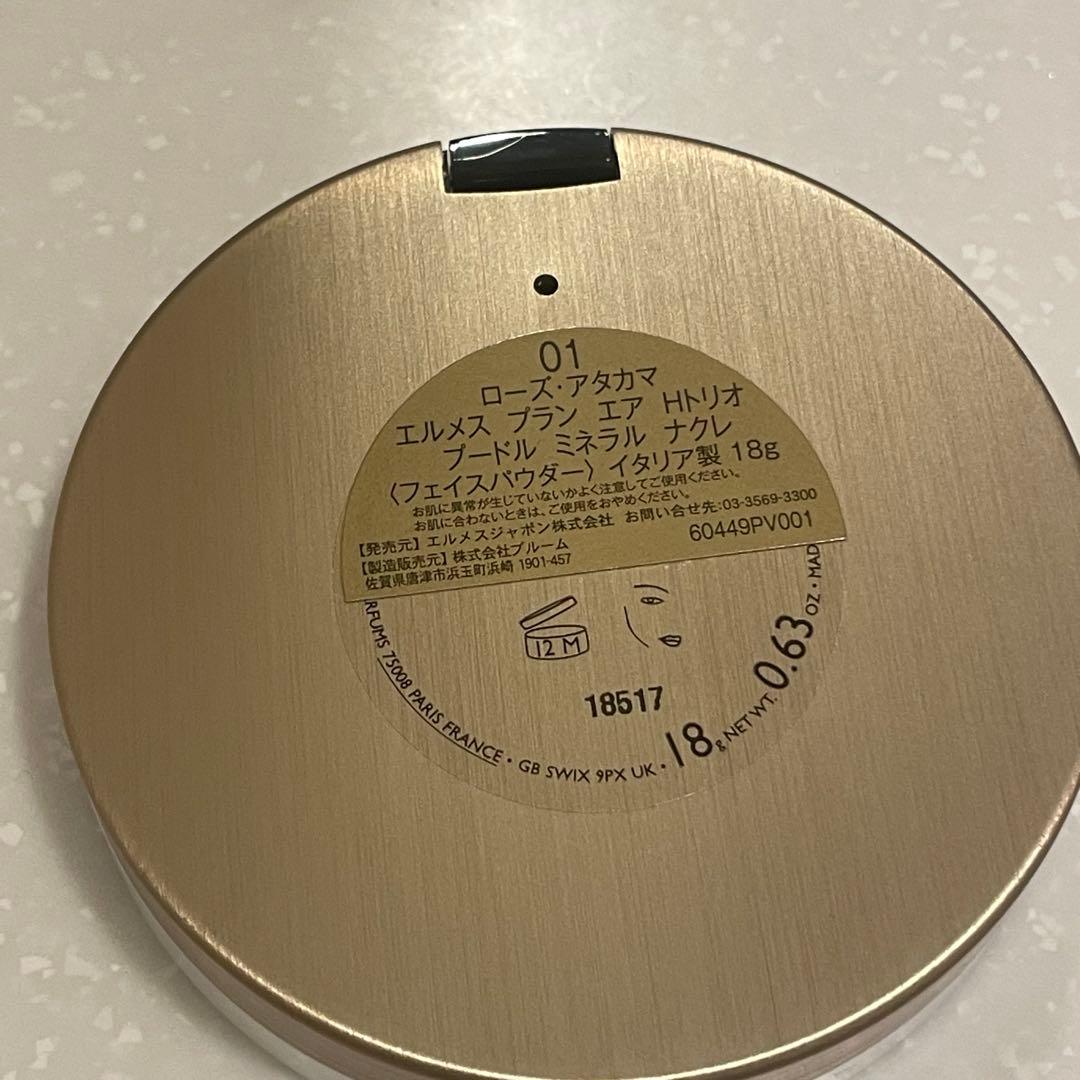 01
ローズ・アタカマ
エルメス プラン エア Hトリオ
プードル ミネラル ナクレ
〈フェイスパウダー〉 イタリア製 18g
お肌に異常が生じていないかよく注意してご使用ください。
お肌に合わないときは、ご使用をおやめください。
【発売元】エルメスジャポン株式会社 お問い合せ先:03-3569-3300
【製造販売元】株式会社ブルーム 60449PV001
佐賀県唐津市浜玉町浜崎 1901-457
12 M
18517
75008 PARIS FRANCE · GB SW1X 9PX UK · 18g NET WT. 0.63 OZ ·